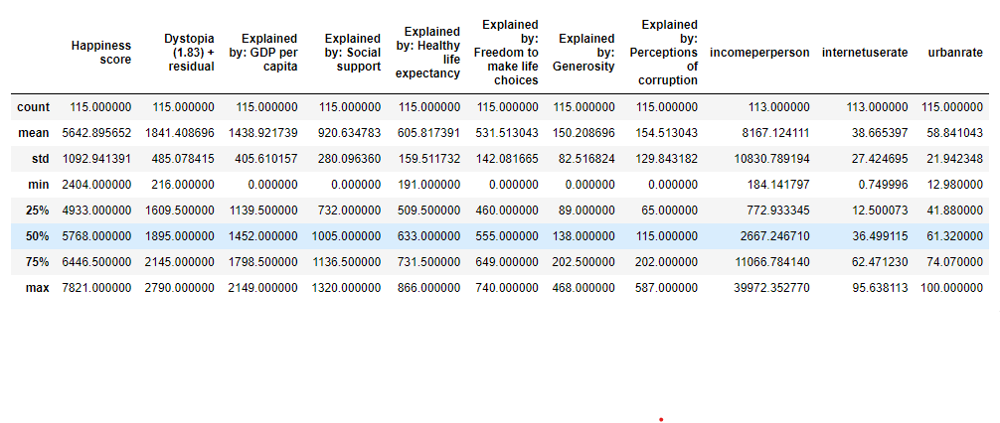 Happiness score Dystopia (1.83) + residual Explained by: GDP per capita Explained by: Social support Explained by: Healthy life expectancy Explained by: Freedom to make life choices Explained by: Generosity Explained by: Perceptions of corruption incomeperperson internetuserate urbanrate
count 115.000000 115.000000 115.000000 115.000000 115.000000 115.000000 115.000000 115.000000 113.000000 113.000000 115.000000
mean 5642.895652 1841.408696 1438.921739 920.634783 605.817391 531.513043 150.208696 154.513043 8167.124111 38.665397 58.841043
std 1092.941391 485.078415 405.610157 280.096360 159.511732 142.081665 82.516824 129.843182 10830.789194 27.424695 21.942348
min 2404.000000 216.000000 0.000000 0.000000 191.000000 0.000000 0.000000 0.000000 184.141797 0.749996 12.980000
25% 4933.000000 1609.500000 1139.500000 732.000000 509.500000 460.000000 89.000000 65.000000 772.933345 12.500073 41.880000
50% 5768.000000 1895.000000 1452.000000 1005.000000 633.000000 555.000000 138.000000 115.000000 2667.246710 36.499115 61.320000
75% 6446.500000 2145.000000 1798.500000 1136.500000 731.500000 649.000000 202.500000 202.000000 11066.784140 62.471230 74.070000
max 7821.000000 2790.000000 2149.000000 1320.000000 866.000000 740.000000 468.000000 587.000000 39972.352770 95.638113 100.000000